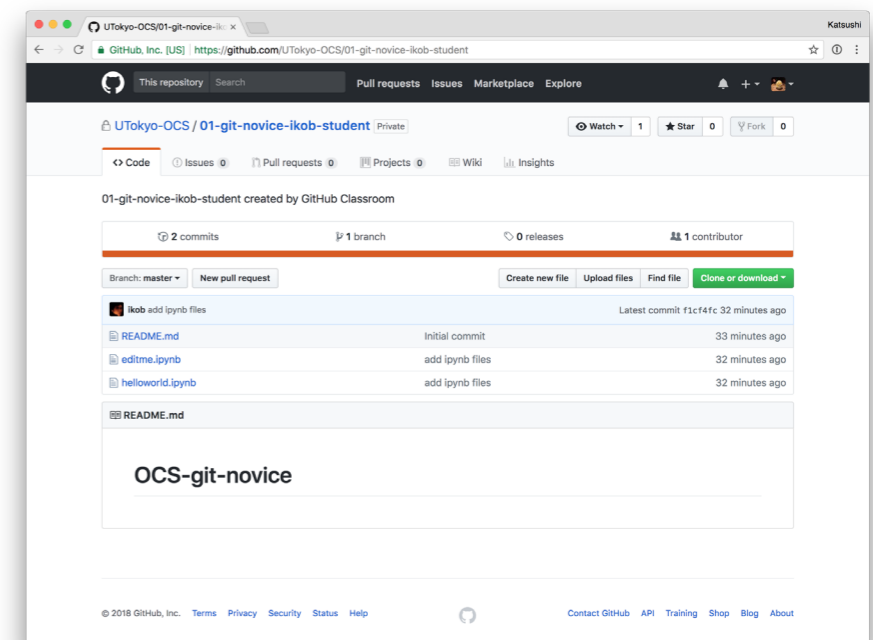 UTokyo-OCS/01-git-novice-iko
Katsushi
GitHub, Inc. [US] https://github.com/UTokyo-OCS/01-git-novice-ikob-student
This repository Search Pull requests Issues Marketplace Explore
UTokyo-OCS / 01-git-novice-ikob-student Private Watch 1 Star 0 Fork 0
Code Issues 0 Pull requests 0 Projects 0 Wiki Insights
01-git-novice-ikob-student created by GitHub Classroom
2 commits 1 branch 0 releases 1 contributor
Branch: master New pull request Create new file Upload files Find file Clone or download
ikob add ipynb files Latest commit f1cf4fc 32 minutes ago
README.md Initial commit 33 minutes ago
editme.ipynb add ipynb files 32 minutes ago
helloworld.ipynb add ipynb files 32 minutes ago
README.md
OCS-git-novice
© 2018 GitHub, Inc. Terms Privacy Security Status Help Contact GitHub API Training Shop Blog About